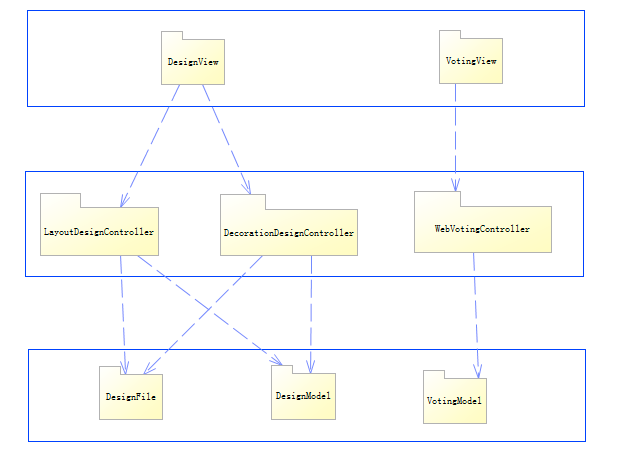 DesignView
VotingView
LayoutDesignController
DecorationDesignController
WebVotingController
DesignFile
DesignModel
VotingModel